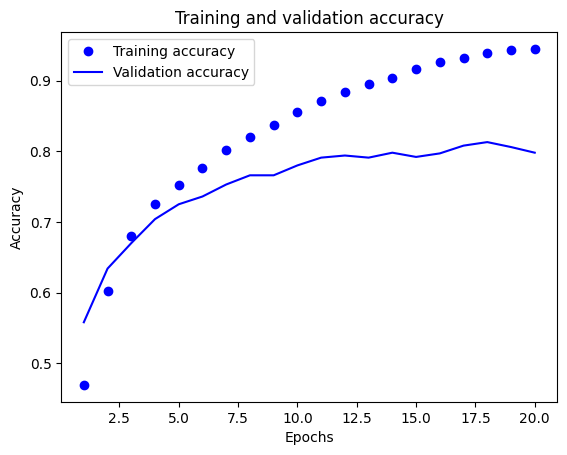 Training and validation accuracy
Training accuracy
Validation accuracy
0.9
0.8
0.7
0.6
0.5
Accuracy
2.5 5.0 7.5 10.0 12.5 15.0 17.5 20.0
Epochs